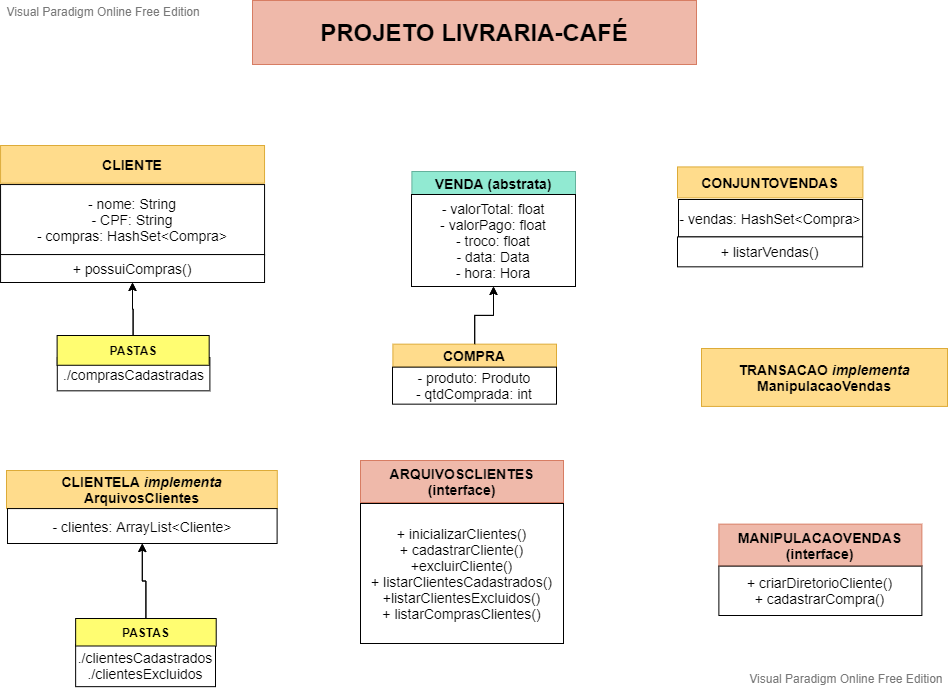 Visual Paradigm Online Free Edition
PROJETO LIVRARIA-CAFÉ
CLIENTE
- nome: String
- CPF: String
- compras: HashSet<Compra>
+ possuiCompras()
PASTAS
./comprasCadastradas
VENDA (abstrata)
- valorTotal: float
- valorPago: float
- troco: float
- data: Data
- hora: Hora
COMPRA
- produto: Produto
- qtdComprada: int
CONJUNTOVENDAS
- vendas: HashSet<Compra>
+ listarVendas()
TRANSACAO implementa
ManipulacaoVendas
CLIENTELA implementa
ArquivosClientes
- clientes: ArrayList<Cliente>
PASTAS
./clientesCadastrados
./clientesExcluidos
ARQUIVOSCLIENTES
(interface)
+ inicializarClientes()
+ cadastrarCliente()
+excluirCliente()
+ listarClientesCadastrados()
+listarClientesExcluidos()
+ listarComprasClientes()
MANIPULACAOVENDAS
(interface)
+ criarDiretorioCliente()
+ cadastrarCompra()
Visual Paradigm Online Free Edition